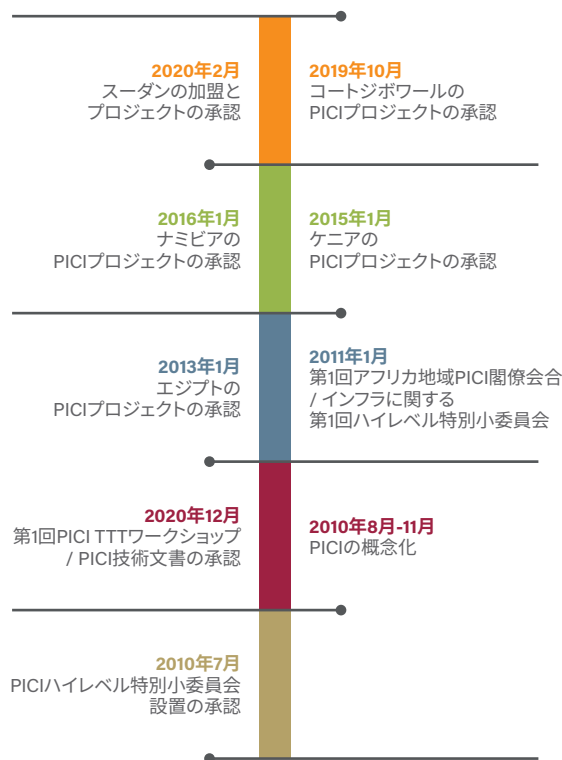 2020年2月
スーダンの加盟と
プロジェクトの承認
2019年10月
コートジボワールの
PICIプロジェクトの承認
2016年1月
ナミビアの
PICIプロジェクトの承認
2015年1月
ケニアの
PICIプロジェクトの承認
2013年1月
エジプトの
PICIプロジェクトの承認
2011年1月
第1回アフリカ地域PICI閣僚会合
/ インフラに関する
第1回ハイレベル特別小委員会
2020年12月
第1回PICI TTTワークショップ
/ PICI技術文書の承認
2010年8月-11月
PICIの概念化
2010年7月
PICIハイレベル特別小委員会
設置の承認